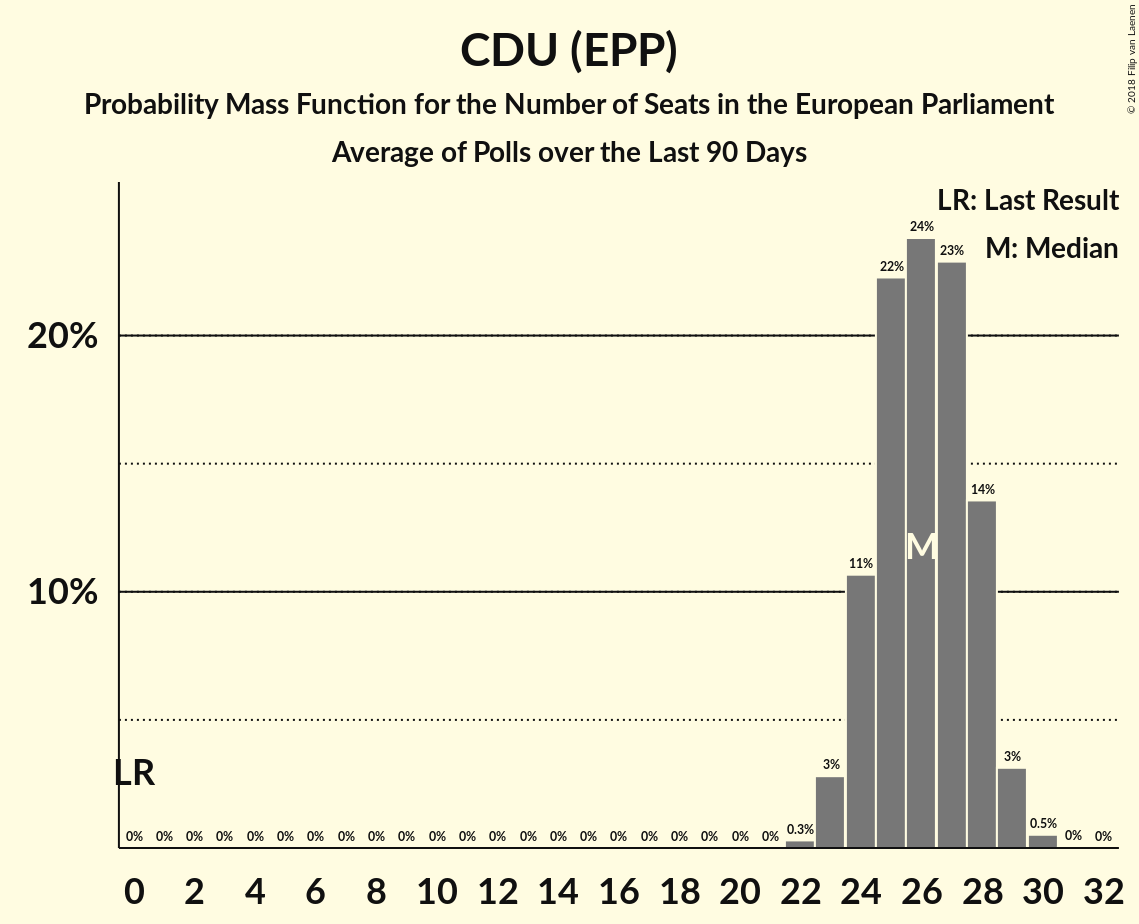 © 2018 Filip van Laenen
CDU (EPP)
Probability Mass Function for the Number of Seats in the European Parliament
Average of Polls over the Last 90 Days
LR: Last Result
M: Median
20%
10%
24%
23%
22%
14%
11%
M
LR
3%
3%
0% 0% 0% 0% 0% 0% 0% 0% 0% 0% 0% 0% 0% 0% 0% 0% 0% 0% 0% 0% 0% 0% 0.3% 0.5% 0% 0%
0 2 4 6 8 10 12 14 16 18 20 22 24 26 28 30 32